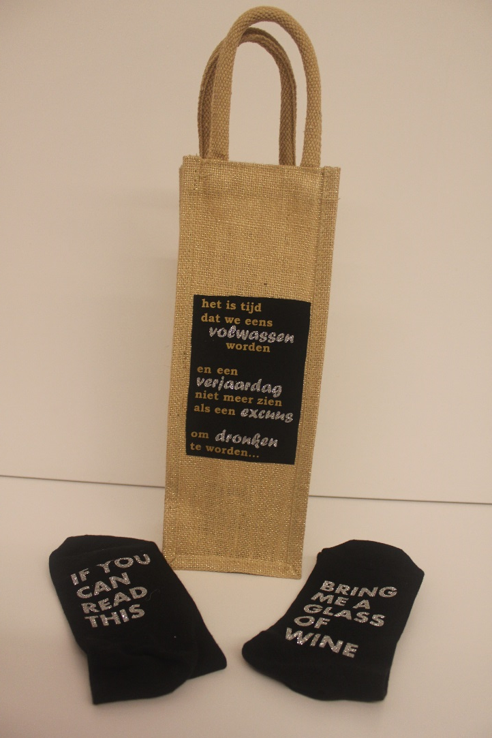 het is tijd
dat we eens
volwassen
worden
en een
verjaardag
niet meer zien
als een excuus
om dronken
te worden...
IF YOU
CAN
READ
THIS
BRING
ME A
GLASS
OF
WINE